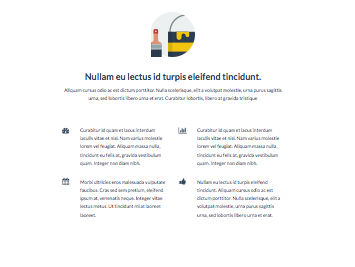 Nullam eu lectus id turpis eleifend tincidunt.
Aliquam cursus odio ac est dictum porttitor. Nulla scelerisque, elit a volutpat molestie, urna purus sagittis
urna, sed lobortis libero urna et erat. Curabitur lobortis, libero at gravida tristique
Curabitur id quam et lacus interdum
iaculis vitae et nisi. Nam varius molestie
lorem vel feugiat. Aliquam massa nulla,
tincidunt eu felis at, gravida vestibulum
quam. Integer non diam nibh.
Curabitur id quam et lacus interdum
iaculis vitae et nisi. Nam varius molestie
lorem vel feugiat. Aliquam massa nulla,
tincidunt eu felis at, gravida vestibulum
quam. Integer non diam nibh.
Morbi ultricies eros malesuada vulputate
faucibus. Cras sed sem pretium, eleifend
ipsum at, venenatis neque. Integer vitae
lectus metus. Ut tincidunt mi at laoreet
laoreet.
Nullam eu lectus id turpis eleifend
tincidunt. Aliquam cursus odio ac est
dictum porttitor. Nulla scelerisque, elit a
volutpat molestie, urna purus sagittis
urna, sed lobortis libero urna et erat.